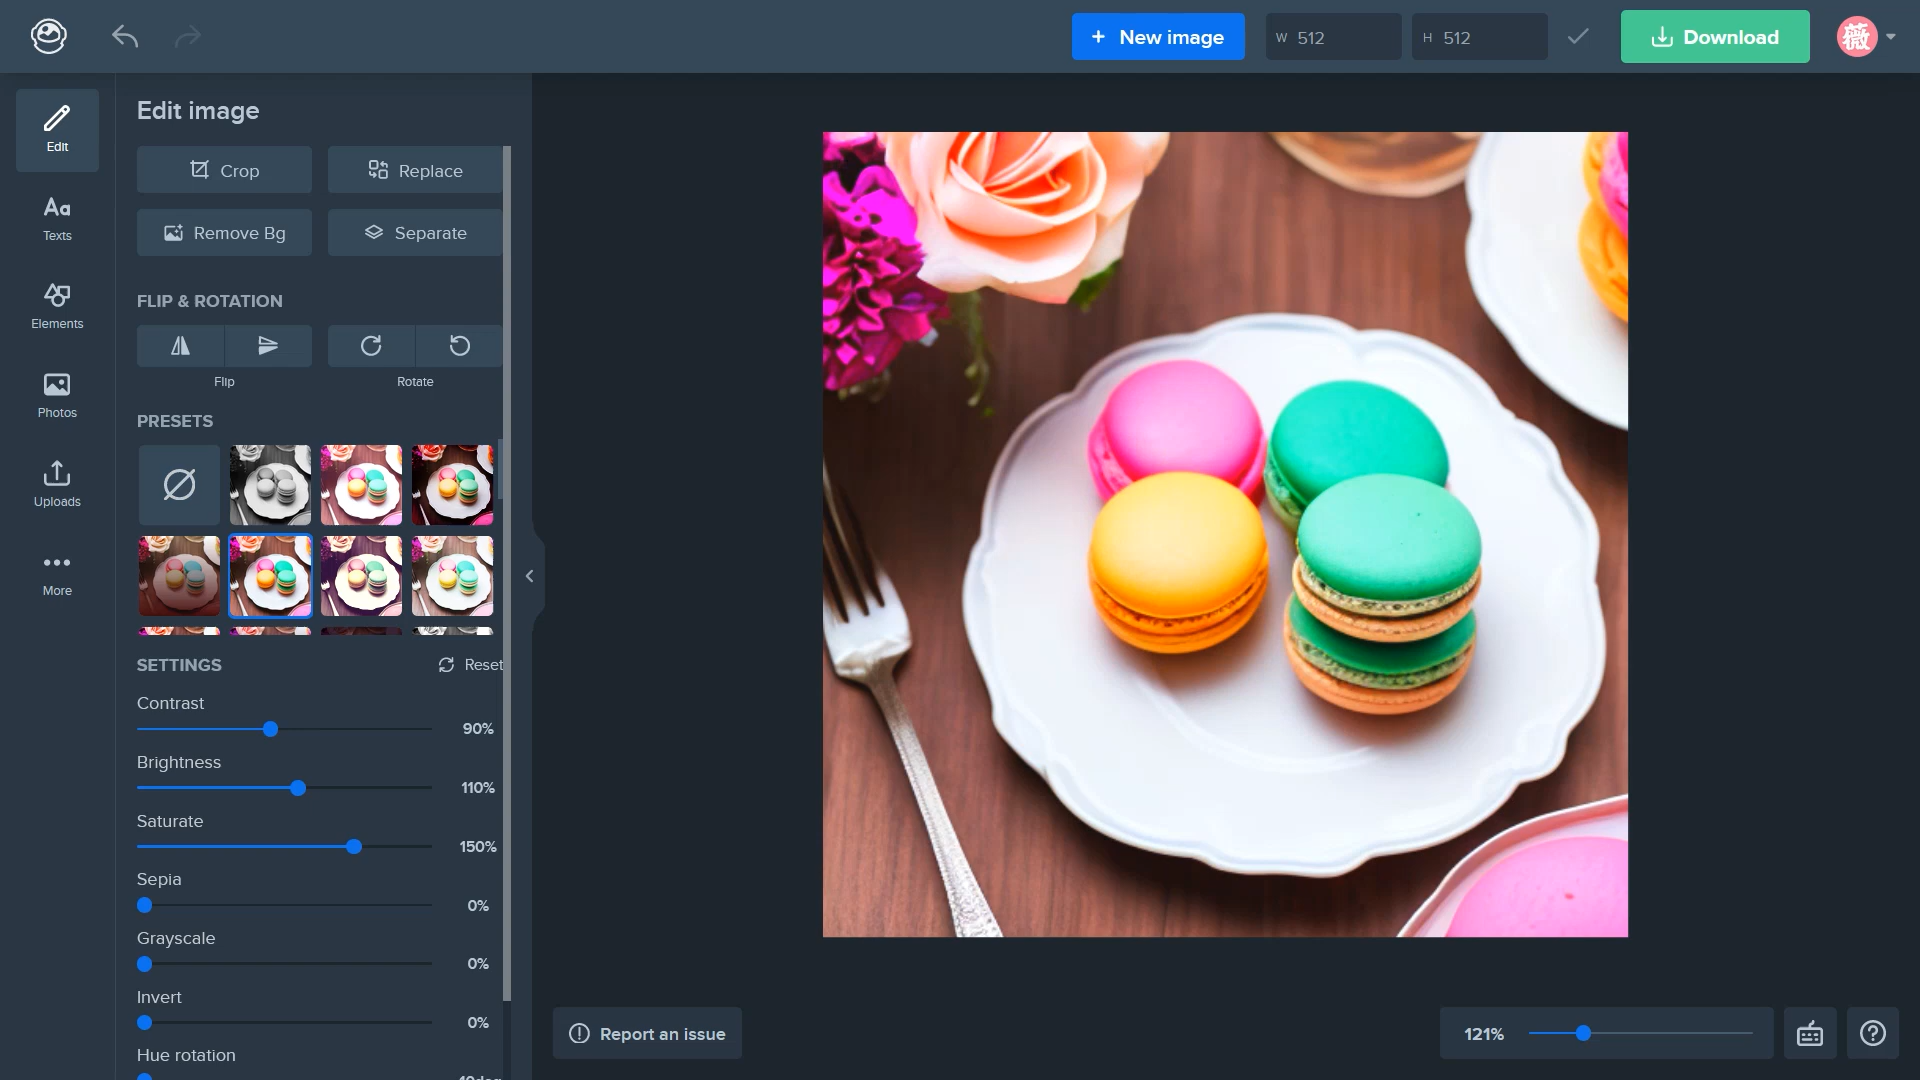 New image
W 512
H 512
Download
薇
Edit
Texts
Elements
Photos
Uploads
More
Edit image
Crop
Replace
Remove Bg
Separate
FLIP & ROTATION
Flip
Rotate
PRESETS
SETTINGS
Reset
Contrast
90%
Brightness
110%
Saturate
150%
Sepia
0%
Grayscale
0%
Invert
0%
Hue rotation
Report an issue
121%